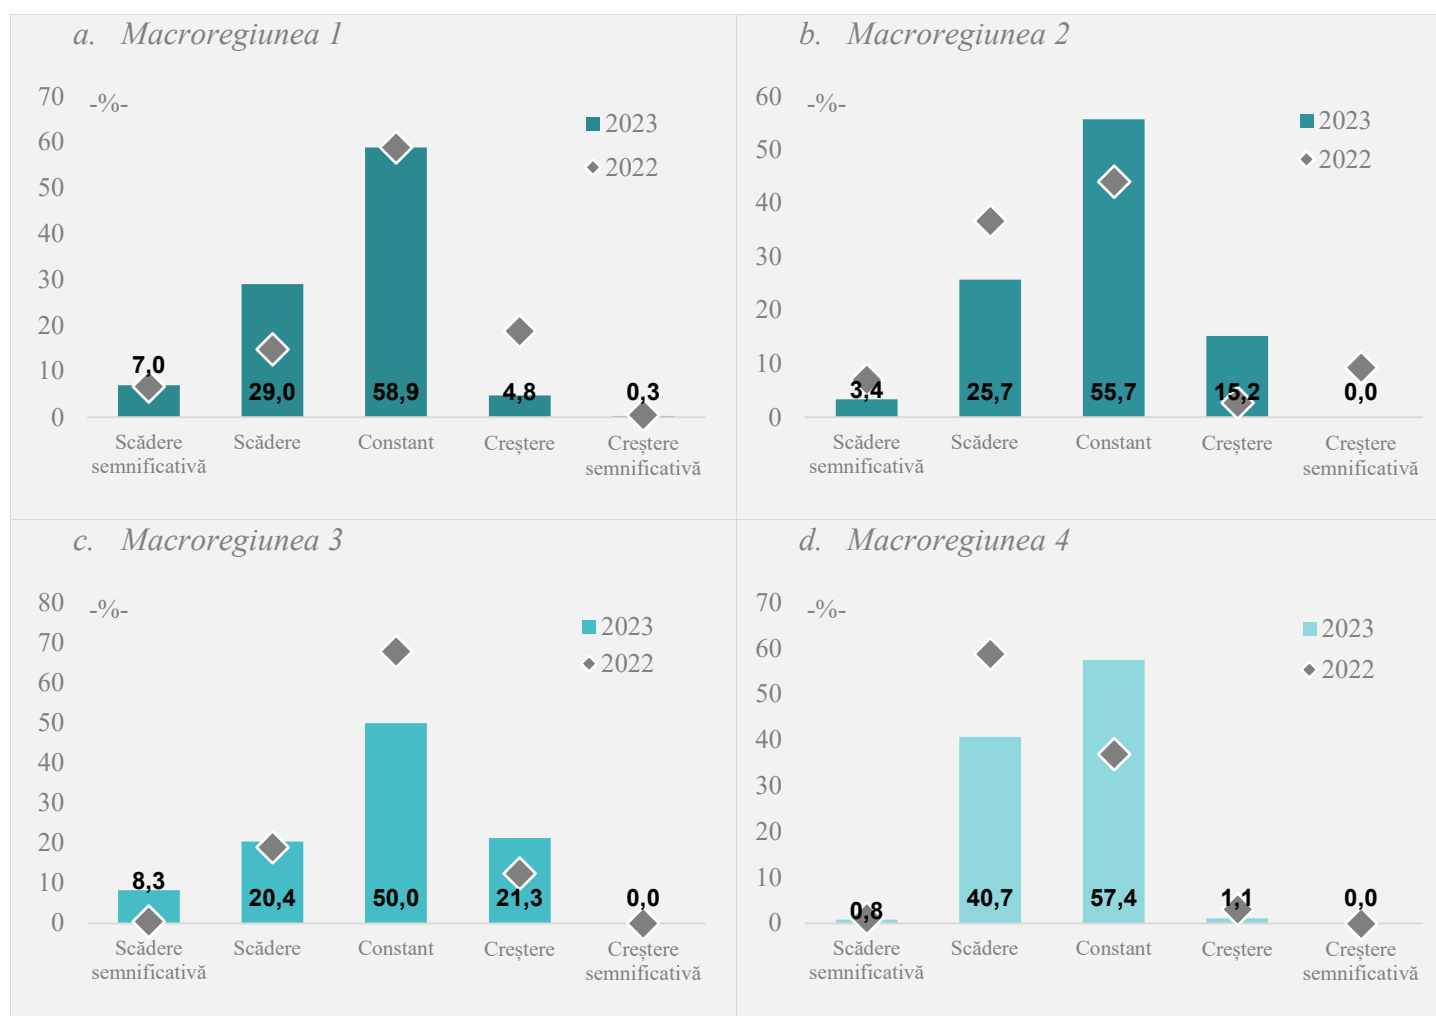 a. Macroregiunea 1
70
-%-
60
50
40
30
20
10
0
2023
2022
7,0
29,0
58,9
4,8
0,3
Scădere semnificativă
Scădere
Constant
Creștere
Creștere semnificativă
b. Macroregiunea 2
60
-%-
50
40
30
20
10
0
2023
2022
3,4
25,7
55,7
15,2
0,0
Scădere semnificativă
Scădere
Constant
Creștere
Creștere semnificativă
c. Macroregiunea 3
80
-%-
70
60
50
40
30
20
10
0
2023
2022
8,3
20,4
50,0
21,3
0,0
Scădere semnificativă
Scădere
Constant
Creștere
Creștere semnificativă
d. Macroregiunea 4
70
-%-
60
50
40
30
20
10
0
2023
2022
0,8
40,7
57,4
1,1
0,0
Scădere semnificativă
Scădere
Constant
Creștere
Creștere semnificativă